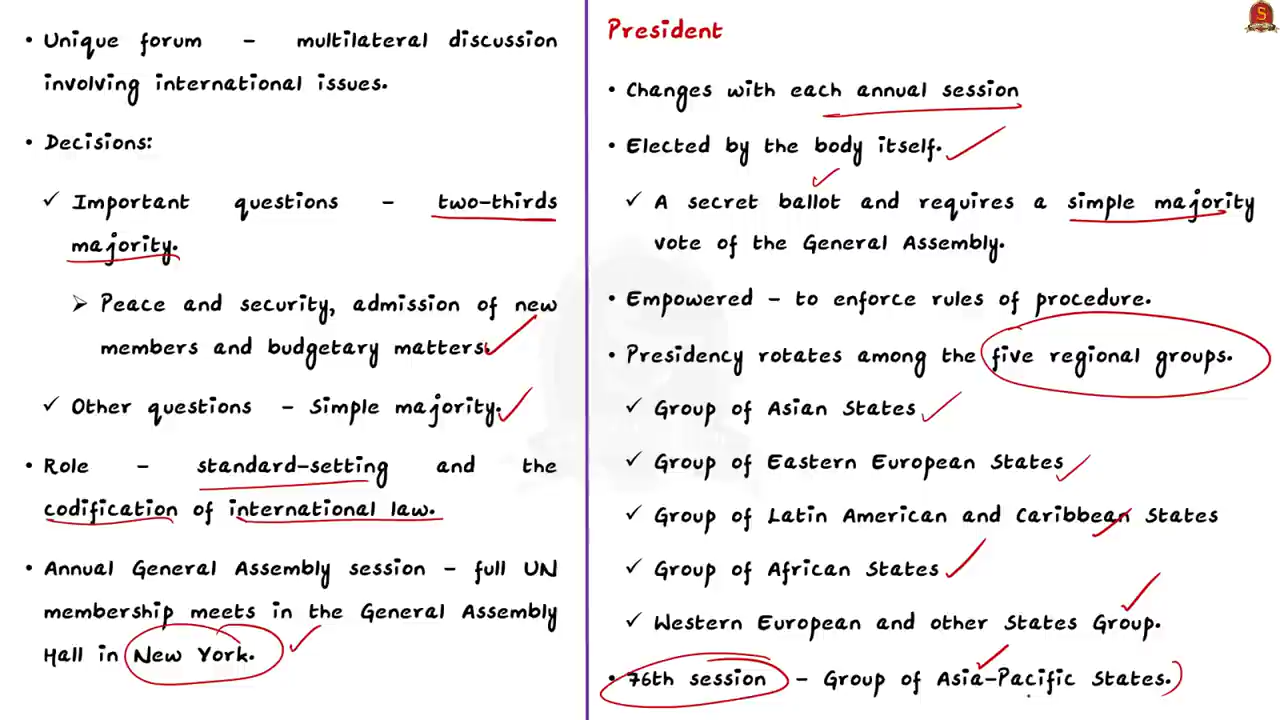 • Unique forum - multilateral discussion
involving international issues.
• Decisions:
✓ Important questions - two-thirds
majority.
➢ Peace and security, admission of new
members and budgetary matters.
✓ Other questions - Simple majority.
• Role - standard-setting and the
codification of international law.
• Annual General Assembly session - full UN
membership meets in the General Assembly
Hall in New York.
President
• Changes with each annual session
• Elected by the body itself.
✓ A secret ballot and requires a simple majority
vote of the General Assembly.
• Empowered - to enforce rules of procedure.
• Presidency rotates among the five regional groups.
✓ Group of Asian States
✓ Group of Eastern European States
✓ Group of Latin American and Caribbean States
✓ Group of African States
✓ Western European and other States Group.
• 76th session - Group of Asia-Pacific States.)
S